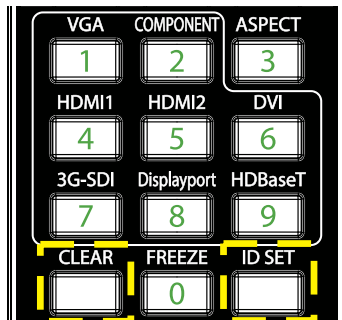 VGA COMPONENT ASPECT
1 2 3
HDMI1 HDMI2 DVI
4 5 6
3G-SDI Displayport HDBaseT
7 8 9
CLEAR FREEZE ID SET
0